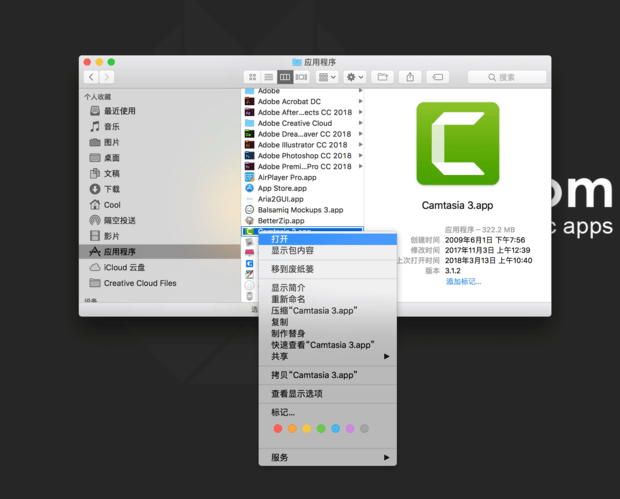 应用程序
搜索
个人收藏
最近使用
音乐
图片
桌面
文稿
下载
Cool
隔空投送
影片
应用程序
iCloud 云盘
Creative Cloud Files
Adobe
Adobe Acrobat DC
Adobe After...ects CC 2018
Adobe Creative Cloud
Adobe Drea...aver CC 2018
Adobe Illustrator CC 2018
Adobe Photoshop CC 2018
Adobe Premi...Pro CC 2018
AirPlayer Pro.app
App Store.app
Aria2GUI.app
Balsamiq Mockups 3.app
BetterZip.app
Camtasia 3.app
打开
显示包内容
移到废纸篓
显示简介
重新命名
压缩“Camtasia 3.app”
复制
制作替身
快速查看“Camtasia 3.app”
共享
拷贝“Camtasia 3.app”
查看显示选项
标记...
服务
Camtasia 3.app
应用程序 – 322.2 MB
创建时间 2009年6月1日 下午7:56
修改时间 2017年11月3日 上午12:39
上次打开时间 2018年3月13日 上午10:40
版本 3.1.2
添加标记...
om
c apps